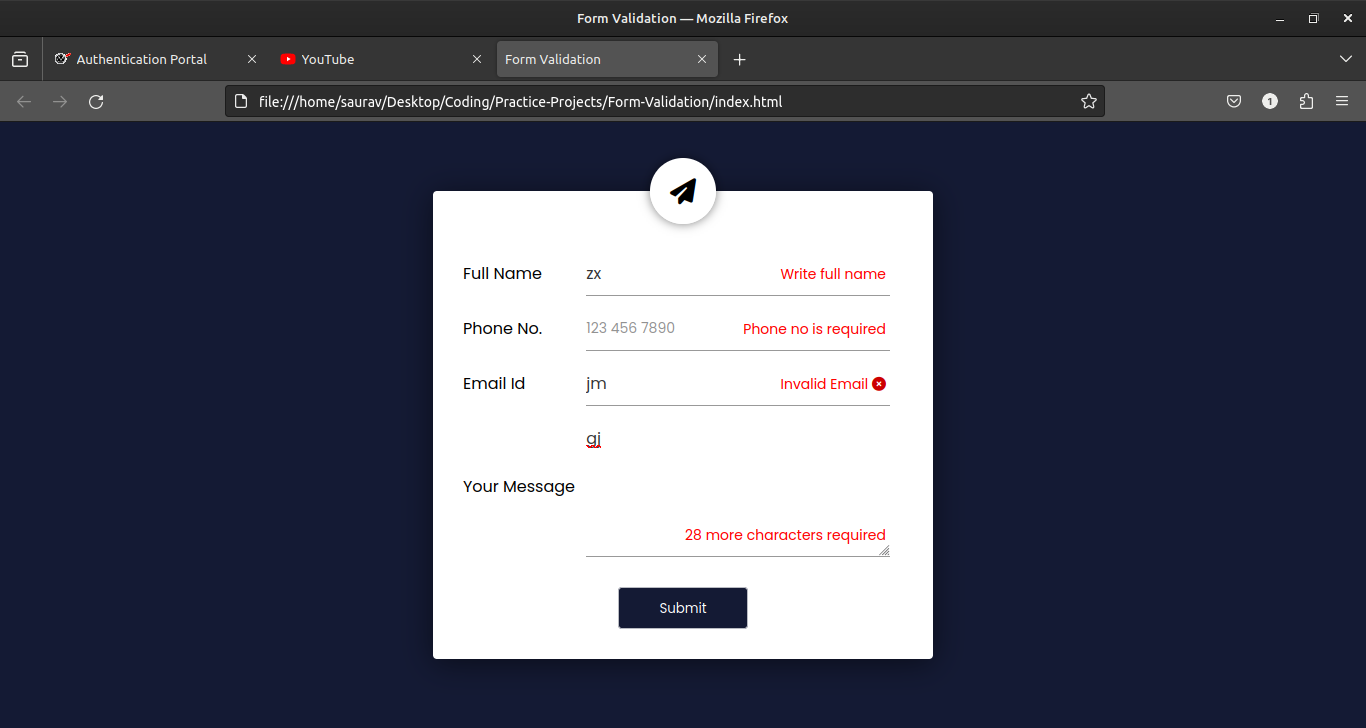 Form Validation — Mozilla Firefox
Authentication Portal
YouTube
Form Validation
file:///home/saurav/Desktop/Coding/Practice-Projects/Form-Validation/index.html
1
Full Name zx Write full name
Phone No. 123 456 7890 Phone no is required
Email Id jm Invalid Email
gj
Your Message
28 more characters required
Submit